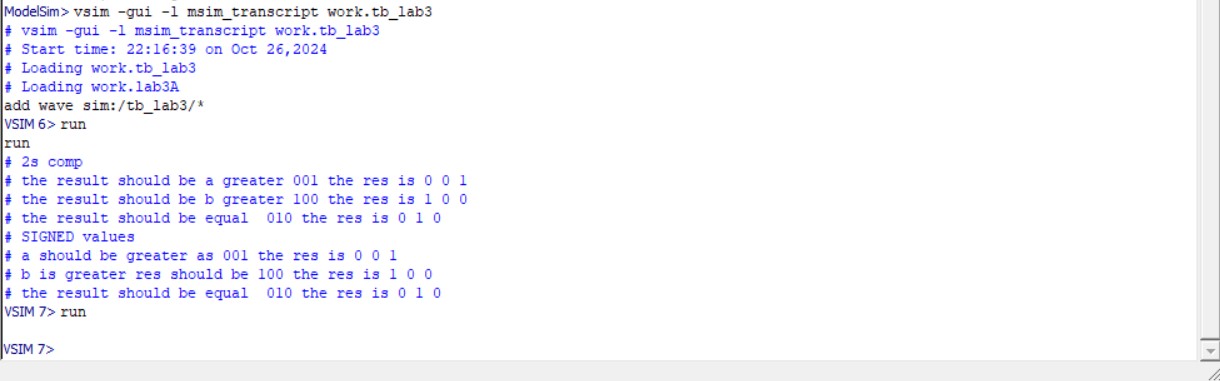 ModelSim> vsim -gui -l msim_transcript work.tb_lab3
# vsim -gui -l msim_transcript work.tb_lab3
# Start time: 22:16:39 on Oct 26,2024
# Loading work.tb_lab3
# Loading work.lab3A
add wave sim:/tb_lab3/*
VSIM 6> run
run
# 2s comp
# the result should be a greater 001 the res is 0 0 1
# the result should be b greater 100 the res is 1 0 0
# the result should be equal  010 the res is 0 1 0
# SIGNED values
# a should be greater as 001 the res is 0 0 1
# b is greater res should be 100 the res is 1 0 0
# the result should be equal  010 the res is 0 1 0
VSIM 7> run
VSIM 7>